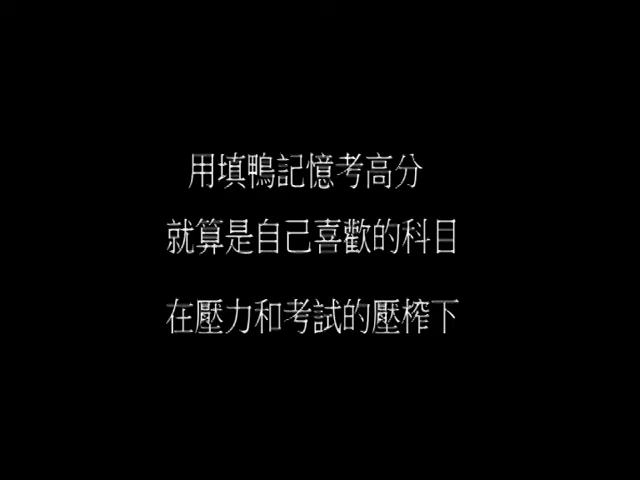 用填鴨記憶考高分
就算是自己喜歡的科目
在壓力和考試的壓榨下